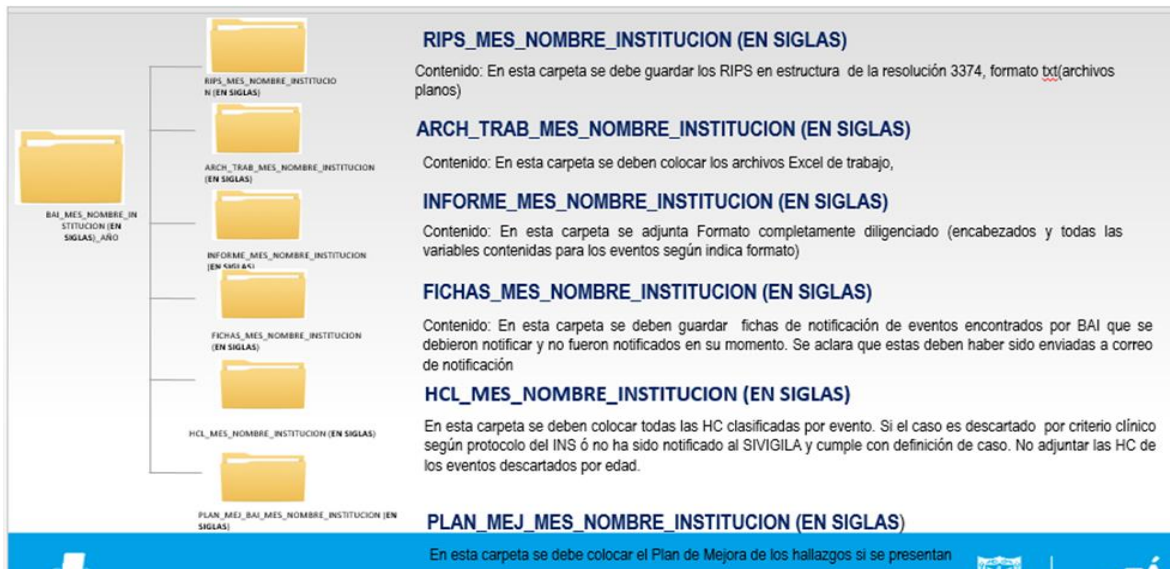 RIPS_MES_NOMBRE_INSTITUCIO
N (EN SIGLAS)
RIPS_MES_NOMBRE_INSTITUCION (EN SIGLAS)
Contenido: En esta carpeta se debe guardar los RIPS en estructura de la resolución 3374, formato txt(archivos
planos)
ARCH_TRAB_MES_NOMBRE_INSTITUCION
(EN SIGLAS)
ARCH_TRAB_MES_NOMBRE_INSTITUCION (EN SIGLAS)
Contenido: En esta carpeta se deben colocar los archivos Excel de trabajo,
BAI_MES_NOMBRE_IN
STITUCION (EN
SIGLAS)_AÑO
INFORME_MES_NOMBRE_INSTITUCION
(EN SIGLAS)
INFORME_MES_NOMBRE_INSTITUCION (EN SIGLAS)
Contenido: En esta carpeta se adjunta Formato completamente diligenciado (encabezados y todas las
variables contenidas para los eventos según indica formato)
FICHAS_MES_NOMBRE_INSTITUCION
(EN SIGLAS)
FICHAS_MES_NOMBRE_INSTITUCION (EN SIGLAS)
Contenido: En esta carpeta se deben guardar fichas de notificación de eventos encontrados por BAI que se
debieron notificar y no fueron notificados en su momento. Se aclara que estas deben haber sido enviadas a correo
de notificación
HCL_MES_NOMBRE_INSTITUCION (EN SIGLAS)
HCL_MES_NOMBRE_INSTITUCION (EN SIGLAS)
En esta carpeta se deben colocar todas las HC clasificadas por evento. Si el caso es descartado por criterio clínico
según protocolo del INS ó no ha sido notificado al SIVIGILA y cumple con definición de caso. No adjuntar las HC de
los eventos descartados por edad.
PLAN_MEJ_BAI_MES_NOMBRE_INSTITUCION (EN
SIGLAS)
PLAN_MEJ_MES_NOMBRE_INSTITUCION (EN SIGLAS)
En esta carpeta se debe colocar el Plan de Mejora de los hallazgos si se presentan